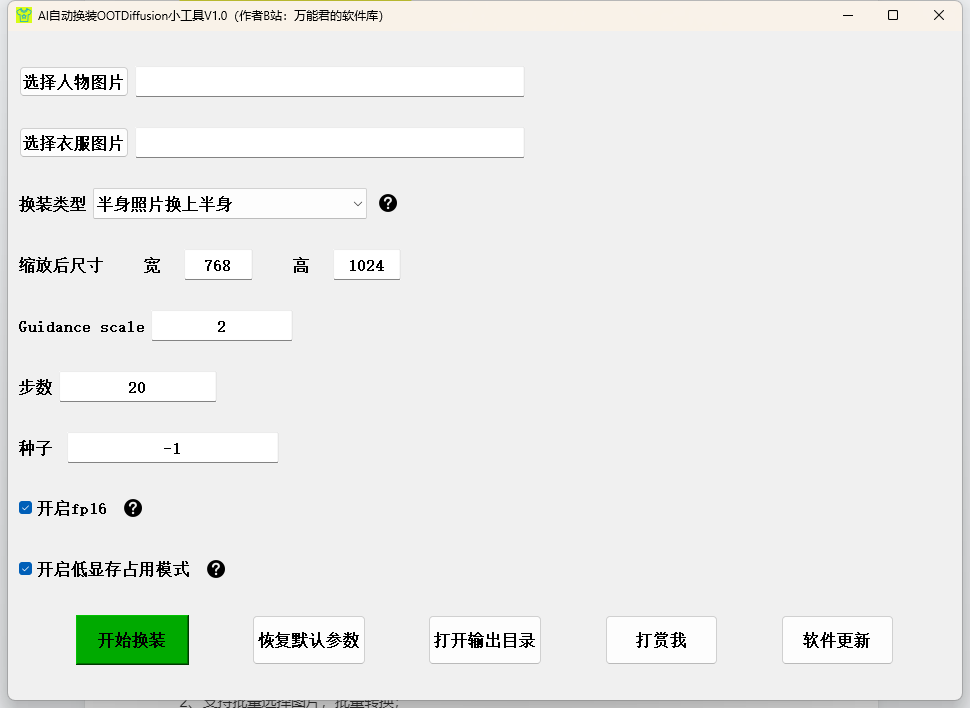 AI自动换装OOTDiffusion小工具V1.0（作者B站：万能君的软件库）
选择人物图片
选择衣服图片
换装类型 半身照片换上半身
缩放后尺寸 宽 768 高 1024
Guidance scale 2
步数 20
种子 -1
开启fp16
开启低显存占用模式
开始换装 恢复默认参数 打开输出目录 打赏我 软件更新
2、支持批量选择图片，批量转换；